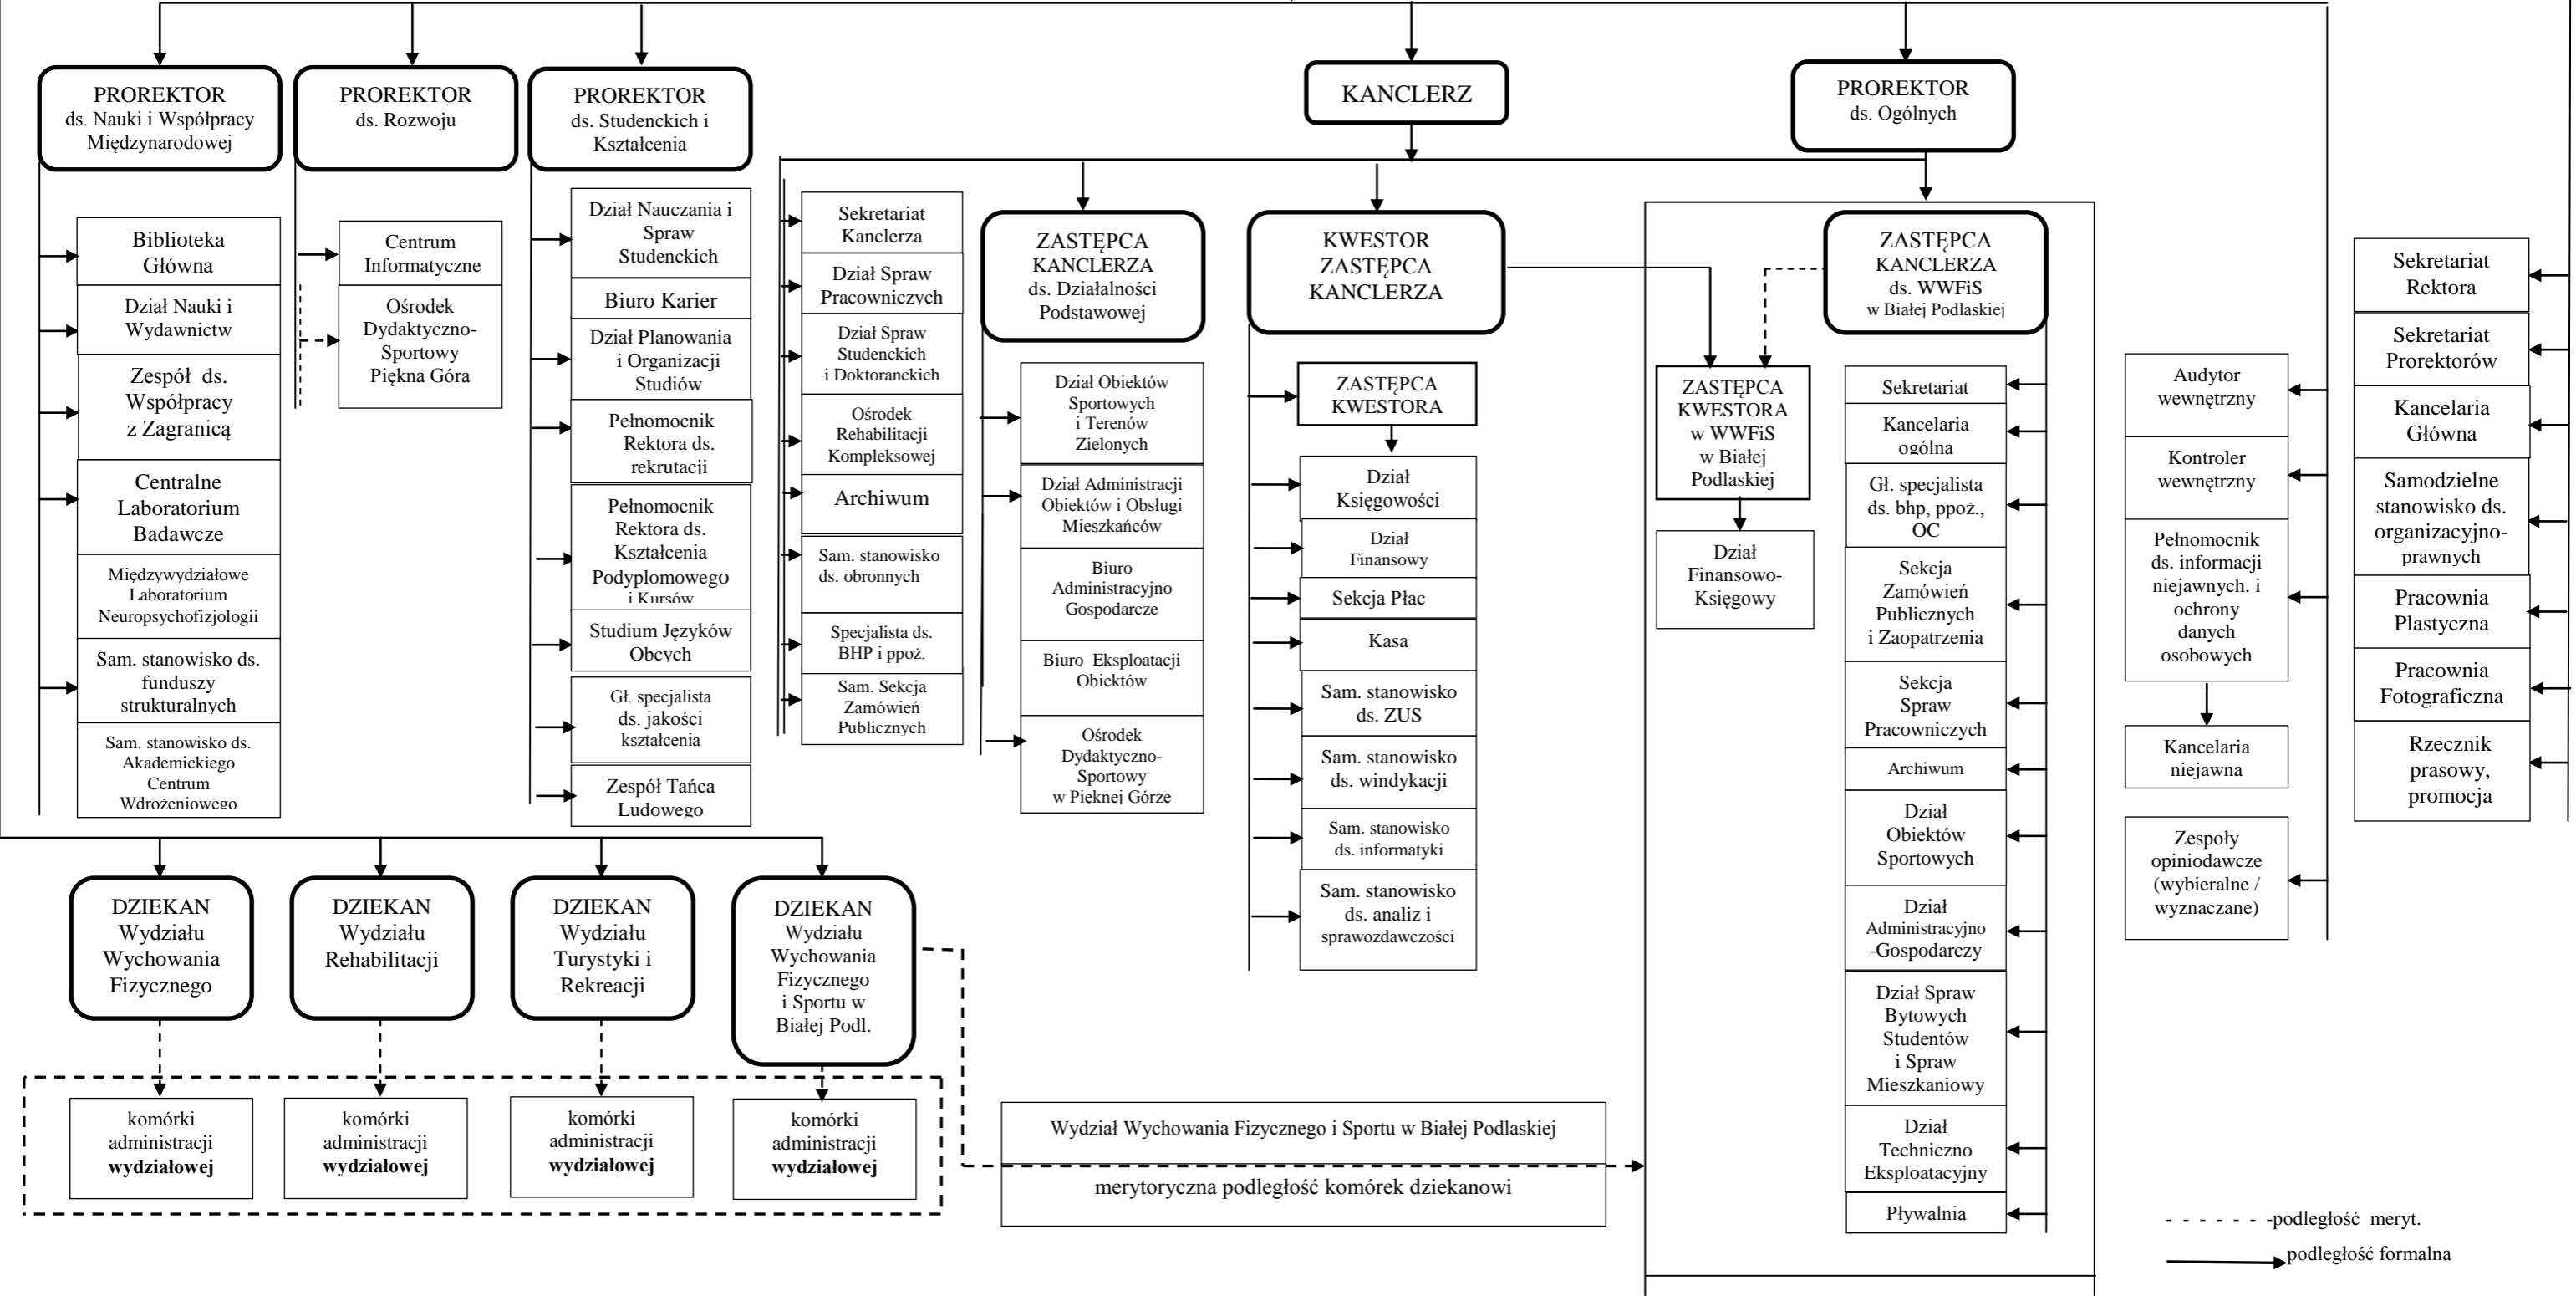 PROREKTOR
ds. Nauki i Współpracy
Międzynarodowej
PROREKTOR
ds. Rozwoju
PROREKTOR
ds. Studenckich i
Kształcenia
KANCLERZ
PROREKTOR
ds. Ogólnych
Biblioteka
Główna
Dział Nauki i
Wydawnictw
Zespół ds.
Współpracy
z Zagranicą
Centralne
Laboratorium
Badawcze
Międzywydziałowe
Laboratorium
Neuropsychofizjologii
Sam. stanowisko ds.
funduszy
strukturalnych
Sam. stanowisko ds.
Akademickiego
Centrum
Wdrożeniowego
Centrum
Informatyczne
Ośrodek
Dydaktyczno-
Sportowy
Piękna Góra
Dział Nauczania i
Spraw
Studenckich
Biuro Karier
Dział Planowania
i Organizacji
Studiów
Pełnomocnik
Rektora ds.
rekrutacji
Pełnomocnik
Rektora ds.
Kształcenia
Podyplomowego
i Kursów
Studium Języków
Obcych
Gł. specjalista
ds. jakości
kształcenia
Zespół Tańca
Ludowego
Sekretariat
Kanclerza
Dział Spraw
Pracowniczych
Dział Spraw
Studenckich
i Doktoranckich
Ośrodek
Rehabilitacji
Kompleksowej
Archiwum
Sam. stanowisko
ds. obronnych
Specjalista ds.
BHP i ppoż.
Sam. Sekcja
Zamówień
Publicznych
ZASTĘPCA
KANCLERZA
ds. Działalności
Podstawowej
Dział Obiektów
Sportowych
i Terenów
Zielonych
Dział Administracji
Obiektów i Obsługi
Mieszkańców
Biuro
Administracyjno
Gospodarcze
Biuro Eksploatacji
Obiektów
Ośrodek
Dydaktyczno-
Sportowy
w Pięknej Górze
KWESTOR
ZASTĘPCA
KANCLERZA
ZASTĘPCA
KWESTORA
Dział
Księgowości
Dział
Finansowy
Sekcja Płac
Kasa
Sam. stanowisko
ds. ZUS
Sam. stanowisko
ds. windykacji
Sam. stanowisko
ds. informatyki
Sam. stanowisko
ds. analiz i
sprawozdawczości
ZASTĘPCA
KWESTORA
w WWFiS
w Białej
Podlaskiej
Dział
Finansowo-
Księgowy
ZASTĘPCA
KANCLERZA
ds. WWFiS
w Białej Podlaskiej
Sekretariat
Kancelaria
ogólna
Gł. specjalista
ds. bhp, ppoż.,
OC
Sekcja
Zamówień
Publicznych
i Zaopatrzenia
Sekcja
Spraw
Pracowniczych
Archiwum
Dział
Obiektów
Sportowych
Dział
Administracyjno
-Gospodarczy
Dział Spraw
Bytowych
Studentów
i Spraw
Mieszkaniowy
Dział
Techniczno
Eksploatacyjny
Pływalnia
Audytor
wewnętrzny
Kontroler
wewnętrzny
Pełnomocnik
ds. informacji
niejawnych. i
ochrony
danych
osobowych
Kancelaria
niejawna
Zespoły
opiniodawcze
(wybieralne /
wyznaczane)
Sekretariat
Rektora
Sekretariat
Prorektorów
Kancelaria
Główna
Samodzielne
stanowisko ds.
organizacyjno-
prawnych
Pracownia
Plastyczna
Pracownia
Fotograficzna
Rzecznik
prasowy,
promocja
DZIEKAN
Wydziału
Wychowania
Fizycznego
DZIEKAN
Wydziału
Rehabilitacji
DZIEKAN
Wydziału
Turystyki i
Rekreacji
DZIEKAN
Wydziału
Wychowania
Fizycznego
i Sportu w
Białej Podl.
komórki
administracji
wydziałowej
komórki
administracji
wydziałowej
komórki
administracji
wydziałowej
komórki
administracji
wydziałowej
Wydział Wychowania Fizycznego i Sportu w Białej Podlaskiej
merytoryczna podległość komórek dziekanowi
- - - - - - -podległość meryt.
podległość formalna